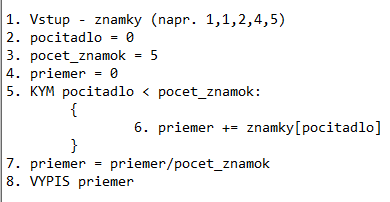 1. Vstup - znamky (napr. 1,1,2,4,5)
2. pocitadlo = 0
3. pocet_znamok = 5
4. priemer = 0
5. KYM pocitadlo < pocet_znamok:
{
6. priemer += znamky[pocitadlo]
}
7. priemer = priemer/pocet_znamok
8. VYPIS priemer